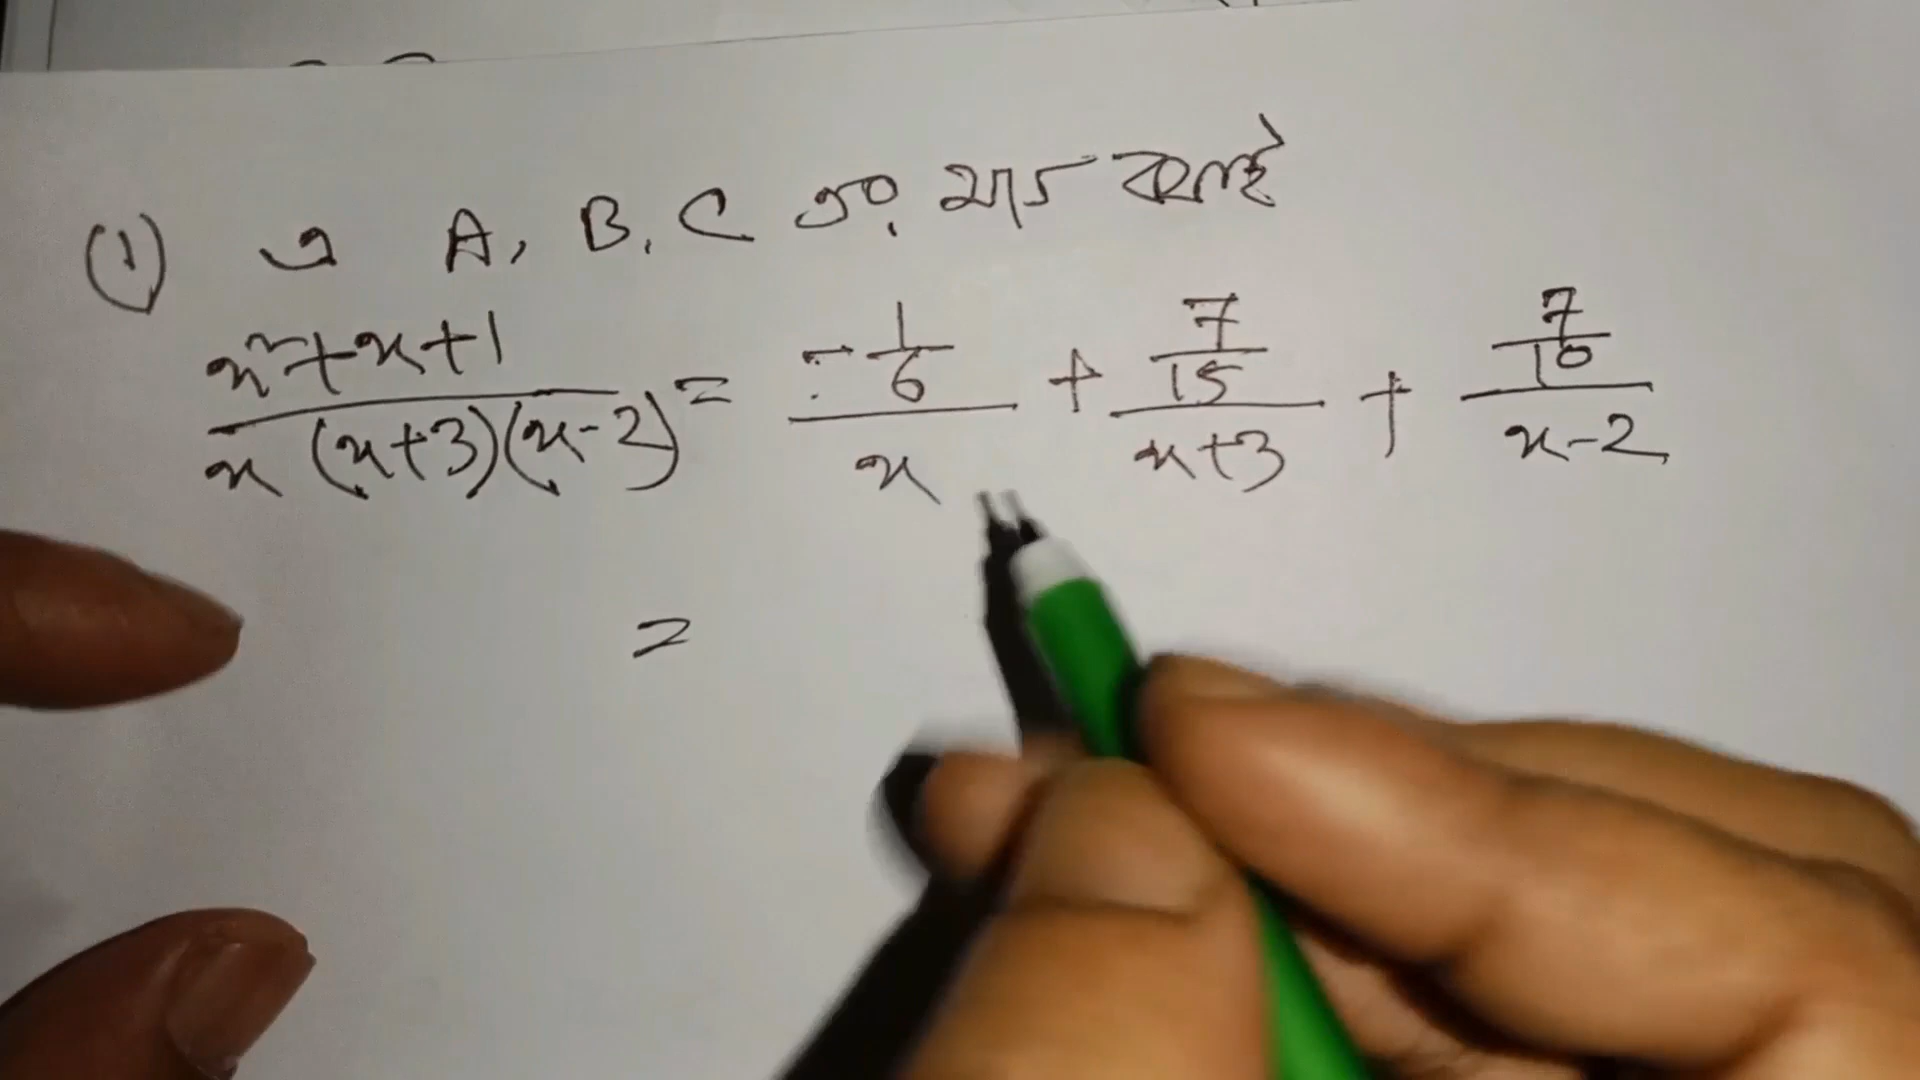 (1) এ A, B, C এর মান বসাই
x²+x+1 / x (x+3)(x-2) = -1/6 / x + 7/15 / x+3 + 7/10 / x-2
=